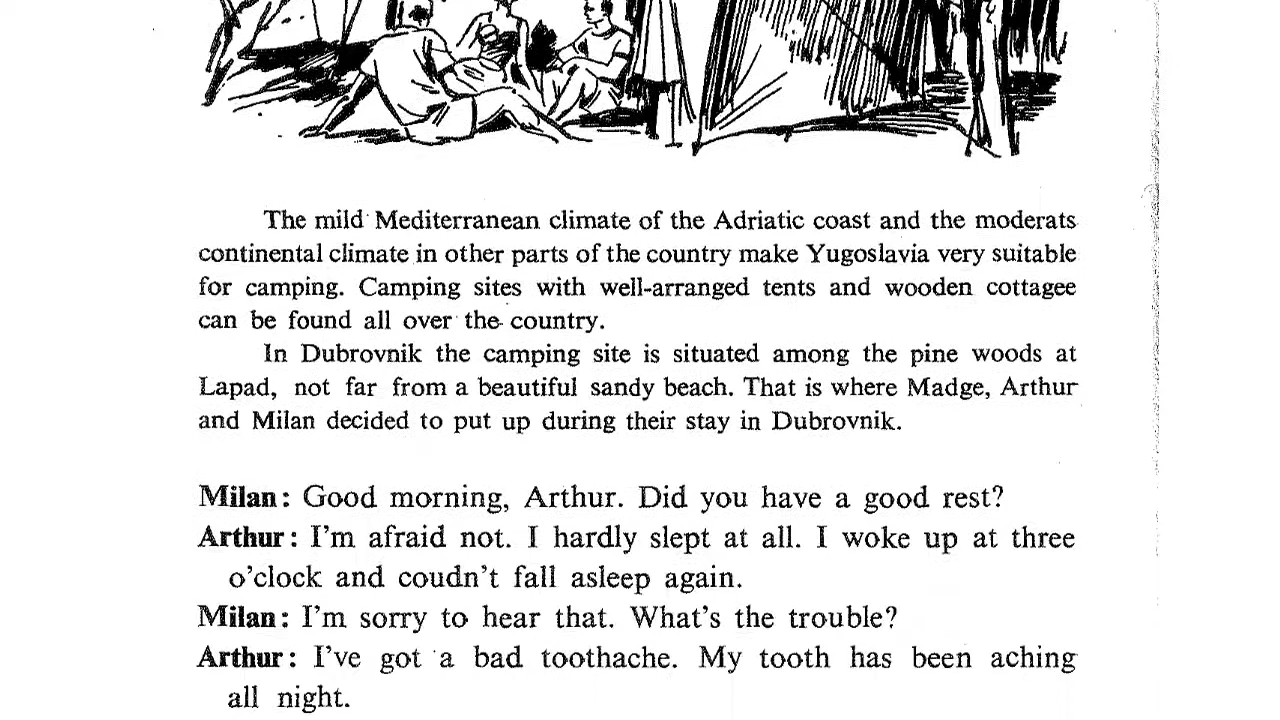 The mild Mediterranean climate of the Adriatic coast and the moderats
continental climate in other parts of the country make Yugoslavia very suitable
for camping. Camping sites with well-arranged tents and wooden cottagee
can be found all over the country.
In Dubrovnik the camping site is situated among the pine woods at
Lapad, not far from a beautiful sandy beach. That is where Madge, Arthur
and Milan decided to put up during their stay in Dubrovnik.
Milan: Good morning, Arthur. Did you have a good rest?
Arthur: I'm afraid not. I hardly slept at all. I woke up at three
o'clock and coudn't fall asleep again.
Milan: I'm sorry to hear that. What's the trouble?
Arthur: I've got a bad toothache. My tooth has been aching
all night.